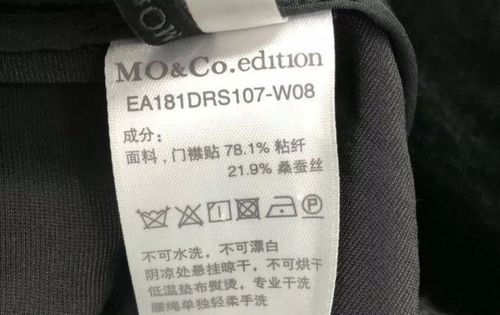 MO&Co.edition
EA181DRS107-W08
成分：
面料，门襟贴 78.1% 粘纤
21.9% 桑蚕丝
P
不可水洗，不可漂白
阴凉处悬挂晾干，不可烘干
低温垫布熨烫，专业干洗
腰绳单独轻柔手洗